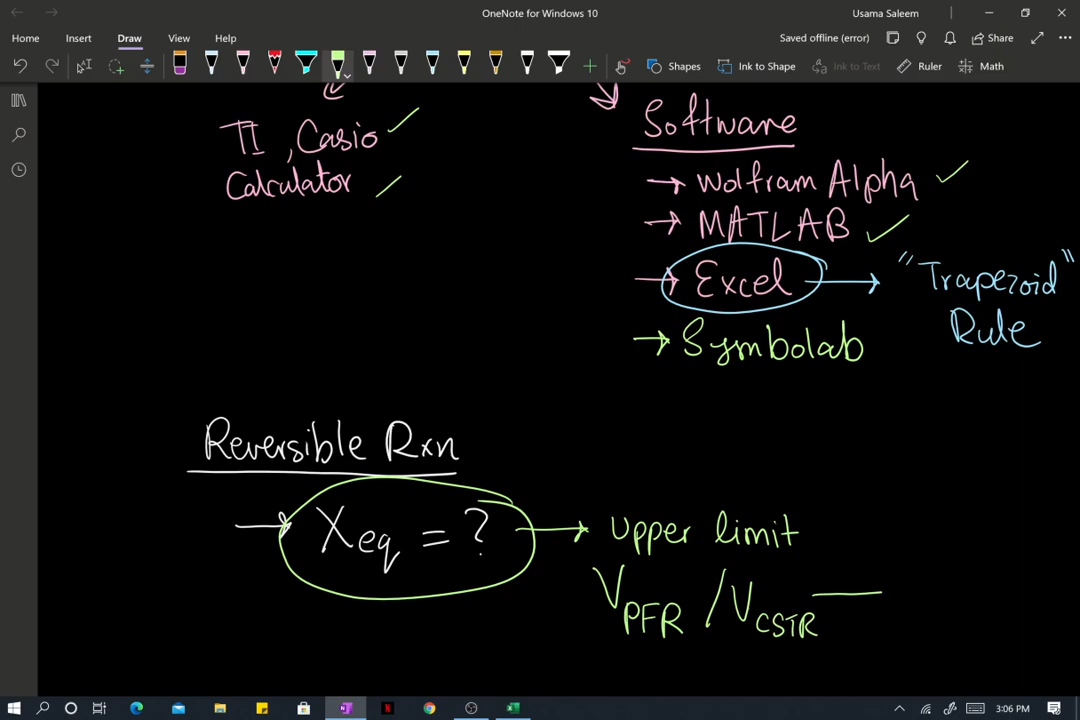 OneNote for Windows 10
Usama Saleem
Home Insert Draw View Help
Saved offline (error)
Share
Shapes
Ink to Shape
Ink to Text
Ruler
Math
TI, Casio
Calculator
Software
→ Wolfram Alpha
→ MATLAB
→ Excel → "Trapezoid"
Rule
→ Symbolab
Reversible Rxn
→ Xeq = ? → Upper limit
VPFR / VCSTR
3:06 PM